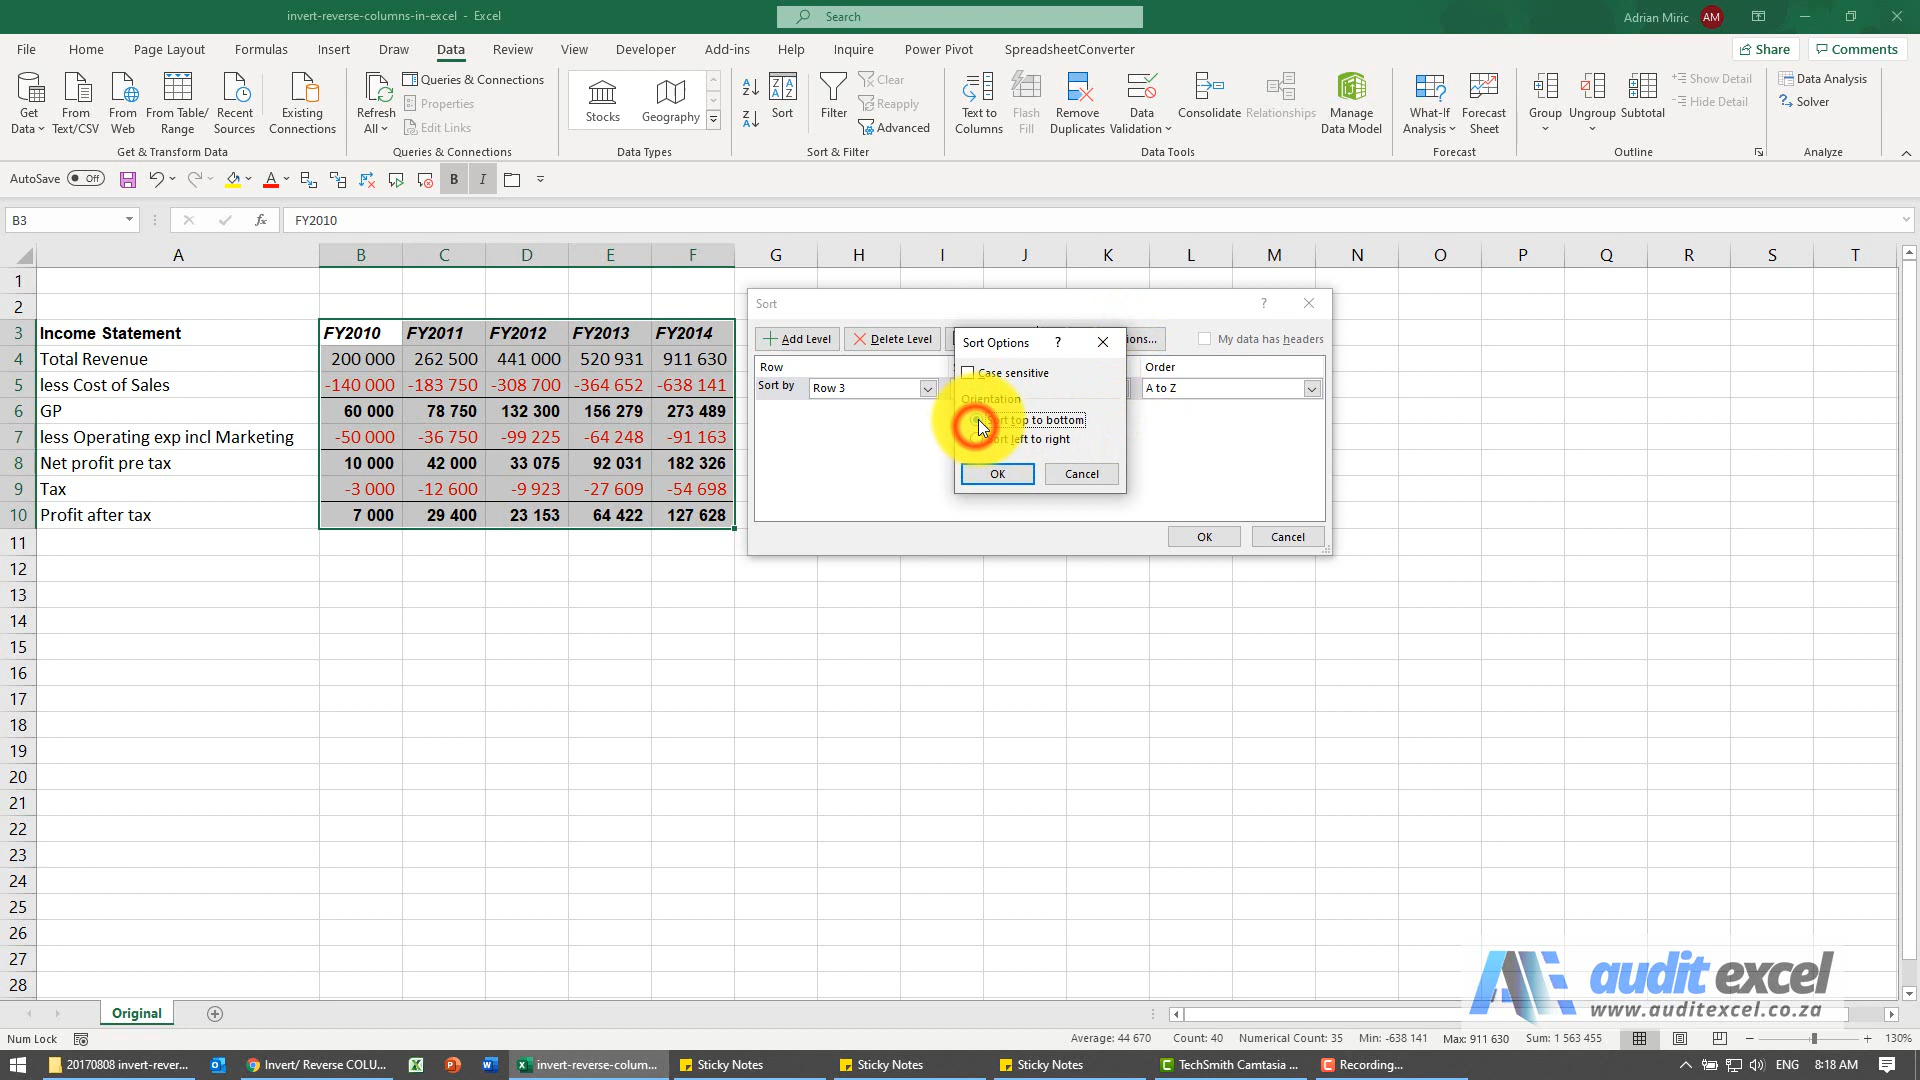 invert-reverse-columns-in-excel - Excel
Search
Adrian Miric AM
File Home Page Layout Formulas Insert Draw Data Review View Developer Add-ins Help Inquire Power Pivot SpreadsheetConverter Share Comments
Get Data From Text/CSV From Web From Table/ Range Recent Sources Existing Connections
Get & Transform Data
Refresh All Queries & Connections Properties Edit Links
Queries & Connections
Stocks Geography
Data Types
Sort Filter Clear Reapply Advanced
Sort & Filter
Text to Columns Flash Fill Remove Duplicates Data Validation Consolidate Relationships Manage Data Model
Data Tools
What-If Analysis Forecast Sheet
Forecast
Group Ungroup Subtotal Show Detail Hide Detail
Outline
Data Analysis Solver
Analyze
AutoSave Off B I
B3 fx FY2010
A B C D E F G H I J K L M N O P Q R S T
1
2
3 Income Statement FY2010 FY2011 FY2012 FY2013 FY2014
4 Total Revenue 200 000 262 500 441 000 520 931 911 630
5 less Cost of Sales -140 000 -183 750 -308 700 -364 652 -638 141
6 GP 60 000 78 750 132 300 156 279 273 489
7 less Operating exp incl Marketing -50 000 -36 750 -99 225 -64 248 -91 163
8 Net profit pre tax 10 000 42 000 33 075 92 031 182 326
9 Tax -3 000 -12 600 -9 923 -27 609 -54 698
10 Profit after tax 7 000 29 400 23 153 64 422 127 628
11
12
13
14
15
16
17
18
19
20
21
22
23
24
25
26
27
28
Sort ?
Add Level Delete Level ions... My data has headers
Row Order
Sort by Row 3 A to Z
OK Cancel
Sort Options ?
Case sensitive
Orientation
top to bottom
left to right
OK Cancel
audit excel
www.auditexcel.co.za
Original
Num Lock Average: 44 670 Count: 40 Numerical Count: 35 Min: -638 141 Max: 911 630 Sum: 1 563 455 130%
20170808 invert-rever... Invert/ Reverse COLU... invert-reverse-colum... Sticky Notes Sticky Notes Sticky Notes TechSmith Camtasia ... Recording... ENG 8:18 AM